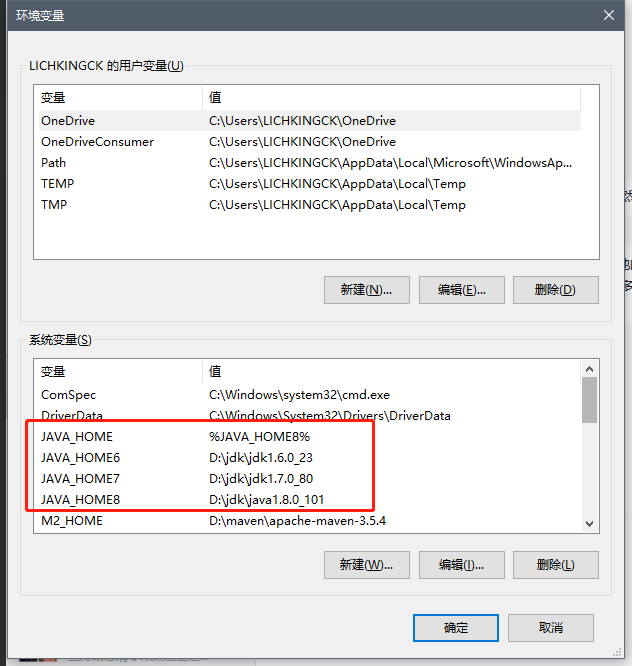 环境变量
LICHKINGCK 的用户变量(U)
变量 值
OneDrive C:\Users\LICHKINGCK\OneDrive
OneDriveConsumer C:\Users\LICHKINGCK\OneDrive
Path C:\Users\LICHKINGCK\AppData\Local\Microsoft\WindowsAp...
TEMP C:\Users\LICHKINGCK\AppData\Local\Temp
TMP C:\Users\LICHKINGCK\AppData\Local\Temp
新建(N)... 编辑(E)... 删除(D)
系统变量(S)
变量 值
ComSpec C:\Windows\system32\cmd.exe
DriverData C:\Windows\System32\Drivers\DriverData
JAVA_HOME %JAVA_HOME8%
JAVA_HOME6 D:\jdk\jdk1.6.0_23
JAVA_HOME7 D:\jdk\jdk1.7.0_80
JAVA_HOME8 D:\jdk\java1.8.0_101
M2_HOME D:\maven\apache-maven-3.5.4
新建(W)... 编辑(I)... 删除(L)
确定 取消